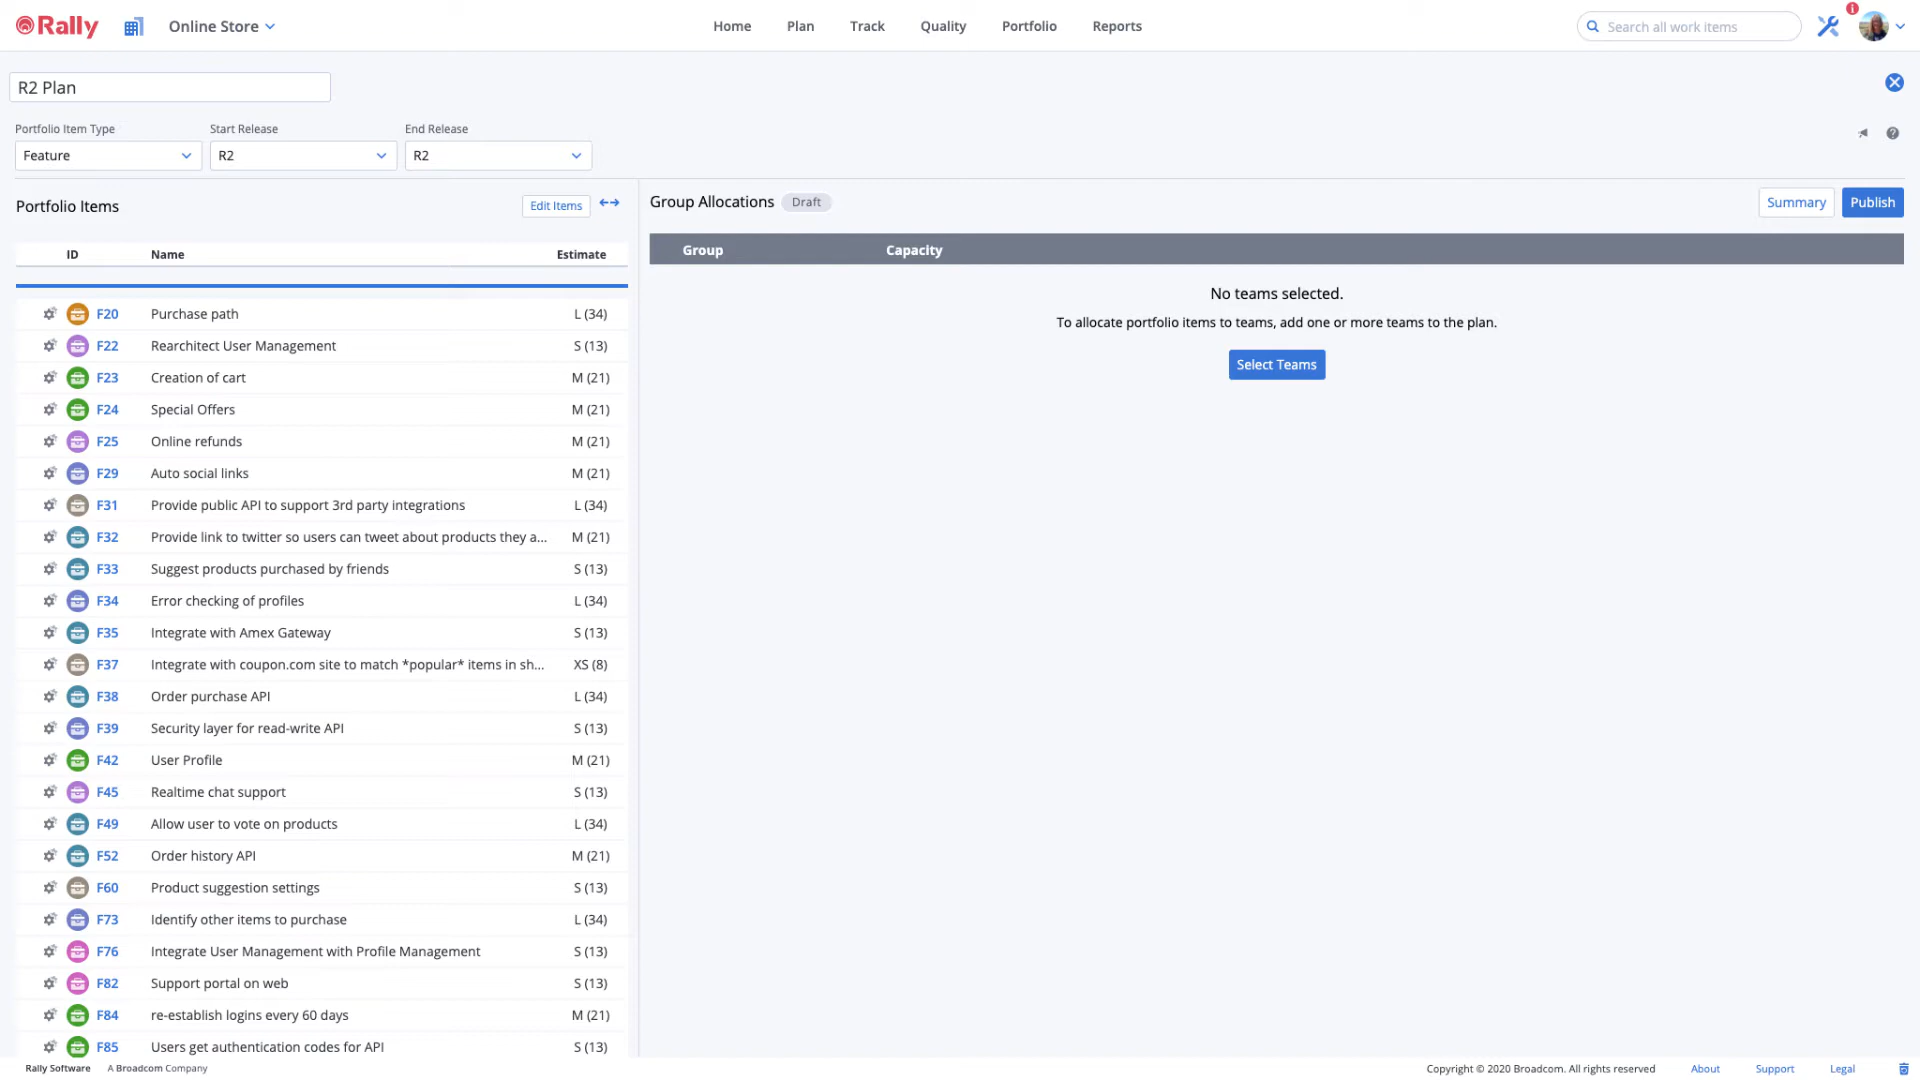 Rally Online Store Home Plan Track Quality Portfolio Reports Search all work items
R2 Plan
Portfolio Item Type Start Release End Release
Feature R2 R2
Portfolio Items Edit Items Group Allocations Draft Summary Publish
ID Name Estimate Group Capacity
No teams selected.
To allocate portfolio items to teams, add one or more teams to the plan.
Select Teams
F20 Purchase path L (34)
F22 Rearchitect User Management S (13)
F23 Creation of cart M (21)
F24 Special Offers M (21)
F25 Online refunds M (21)
F29 Auto social links M (21)
F31 Provide public API to support 3rd party integrations L (34)
F32 Provide link to twitter so users can tweet about products they a... M (21)
F33 Suggest products purchased by friends S (13)
F34 Error checking of profiles L (34)
F35 Integrate with Amex Gateway S (13)
F37 Integrate with coupon.com site to match *popular* items in sh... XS (8)
F38 Order purchase API L (34)
F39 Security layer for read-write API S (13)
F42 User Profile M (21)
F45 Realtime chat support S (13)
F49 Allow user to vote on products L (34)
F52 Order history API M (21)
F60 Product suggestion settings S (13)
F73 Identify other items to purchase L (34)
F76 Integrate User Management with Profile Management S (13)
F82 Support portal on web S (13)
F84 re-establish logins every 60 days M (21)
F85 Users get authentication codes for API S (13)
Rally Software A Broadcom Company Copyright © 2020 Broadcom. All rights reserved About Support Legal